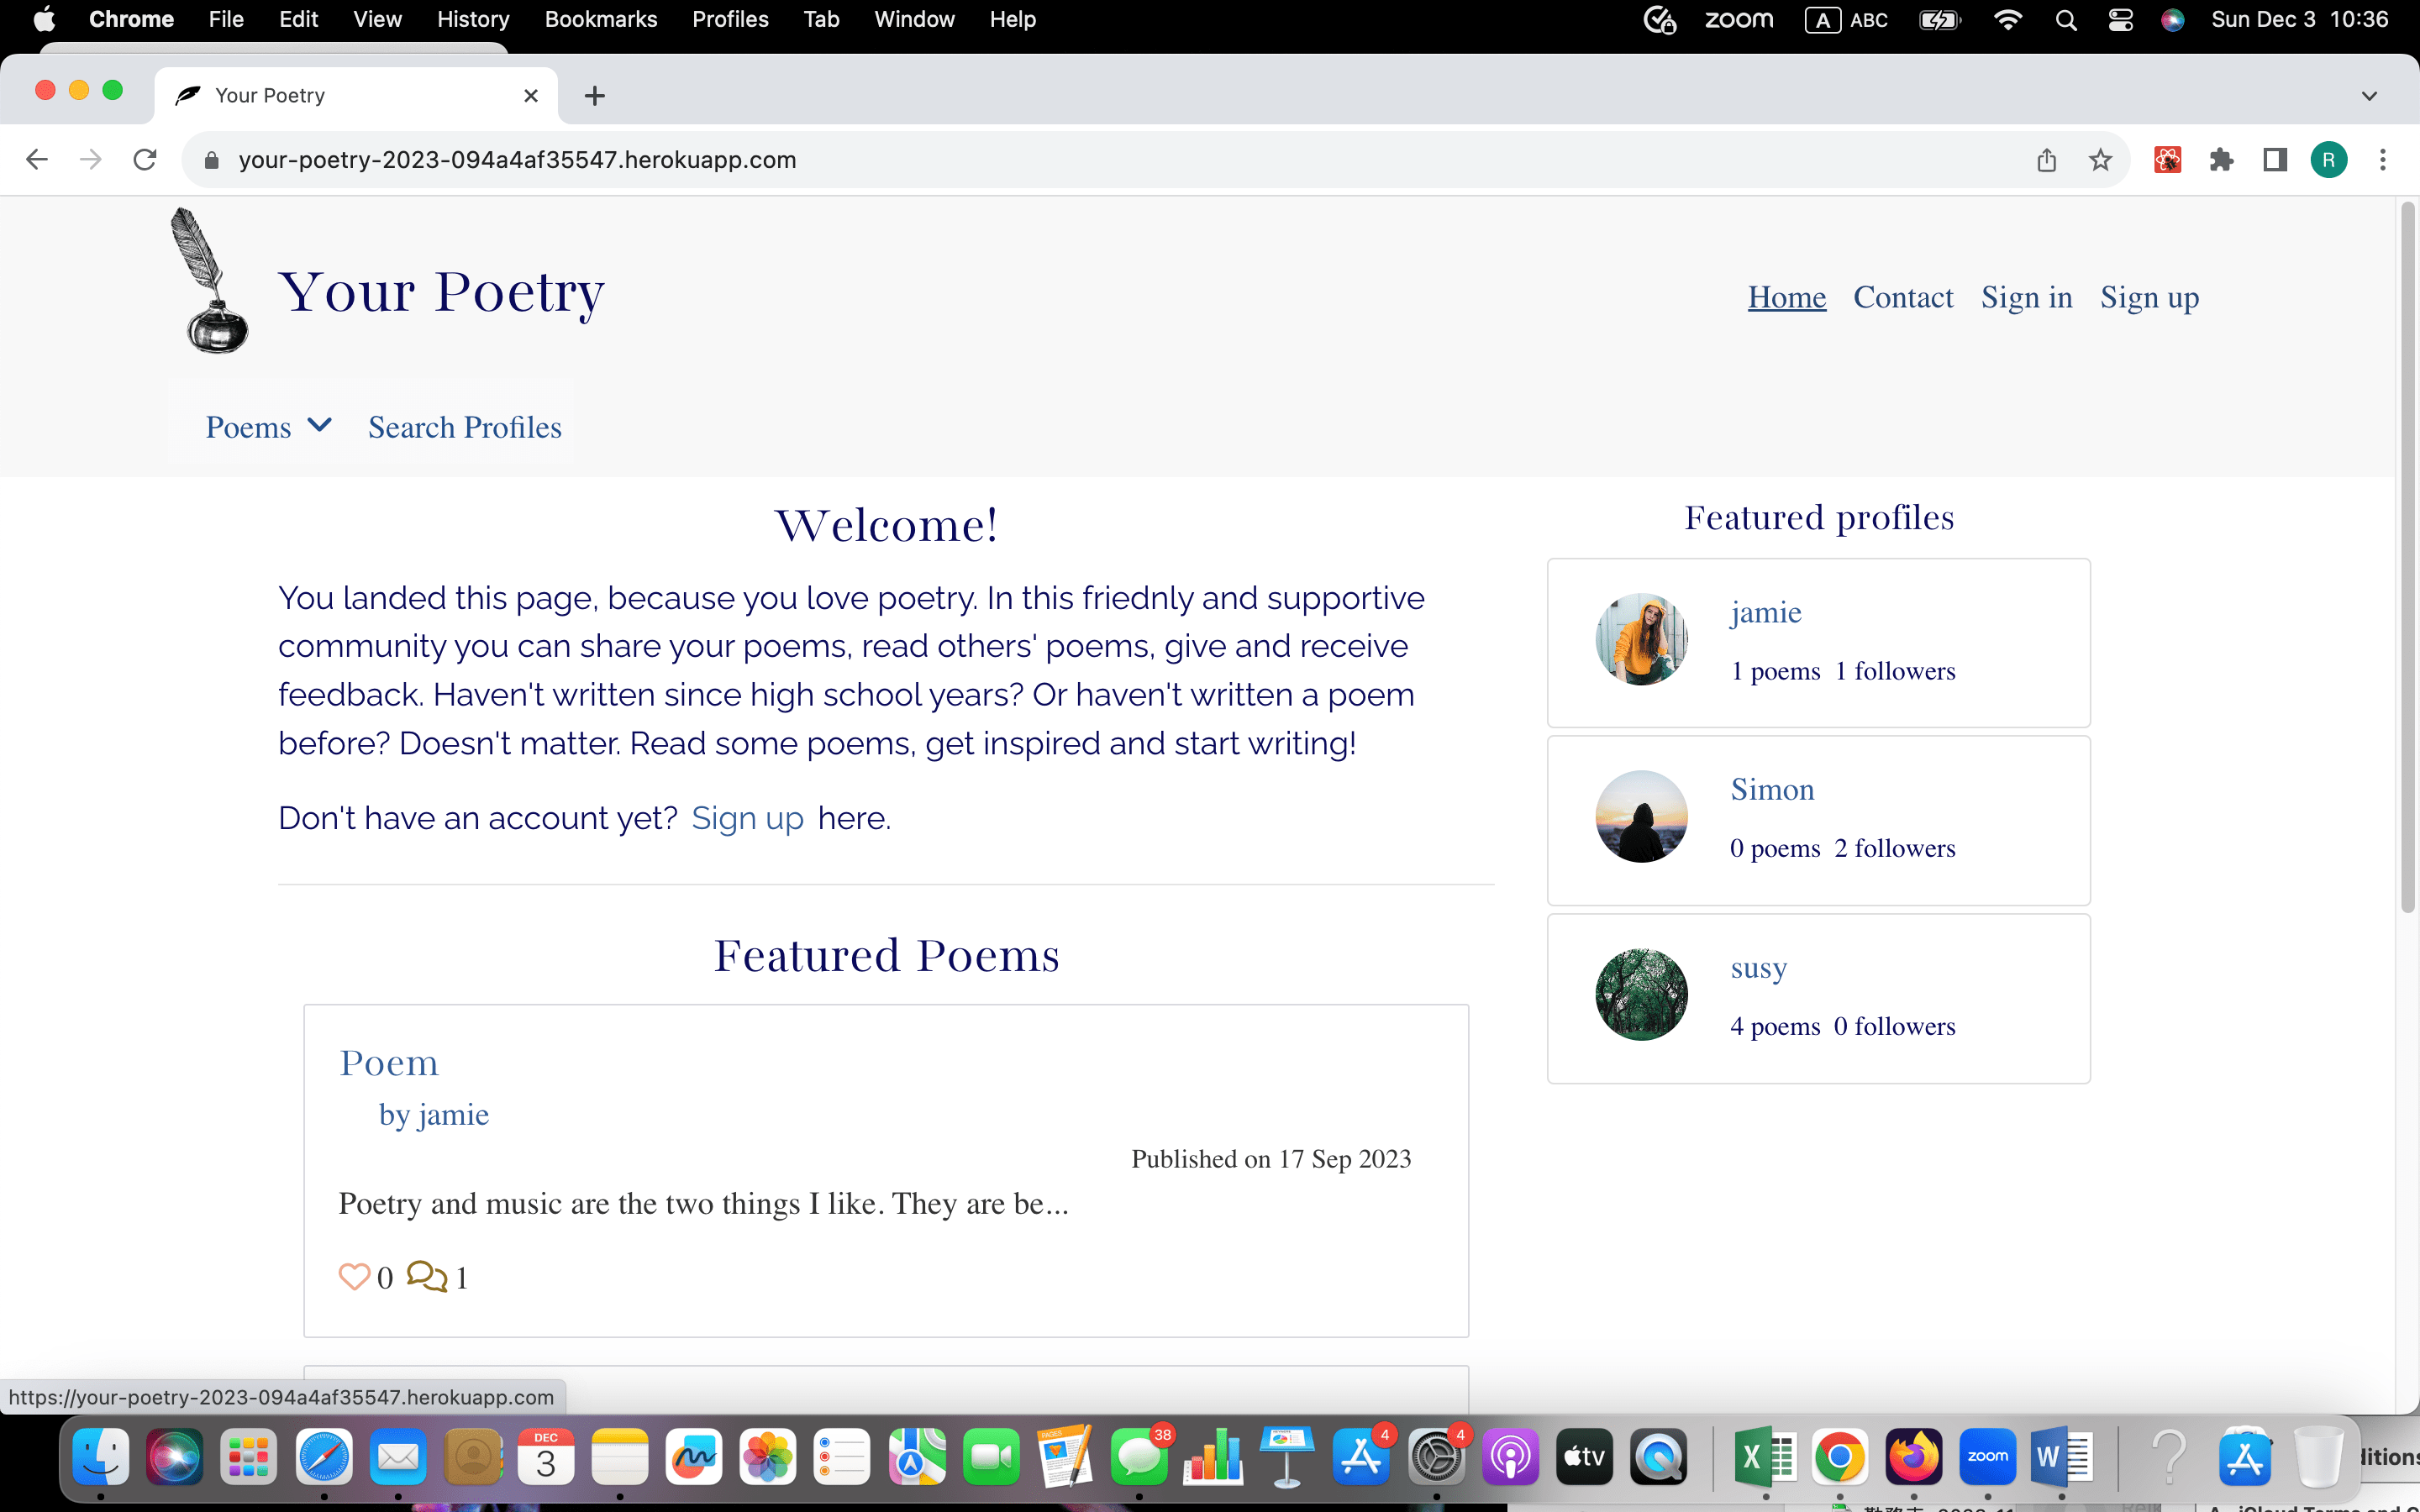 Chrome File Edit View History Bookmarks Profiles Tab Window Help zoom A ABC Sun Dec 3 10:36
Your Poetry
your-poetry-2023-094a4af35547.herokuapp.com R
Your Poetry
Home Contact Sign in Sign up
Poems Search Profiles
Welcome!
You landed this page, because you love poetry. In this friednly and supportive
community you can share your poems, read others' poems, give and receive
feedback. Haven't written since high school years? Or haven't written a poem
before? Doesn't matter. Read some poems, get inspired and start writing!
Don't have an account yet? Sign up here.
Featured Poems
Poem
by jamie
Published on 17 Sep 2023
Poetry and music are the two things I like. They are be...
0 1
Featured profiles
jamie
1 poems 1 followers
Simon
0 poems 2 followers
susy
4 poems 0 followers
https://your-poetry-2023-094a4af35547.herokuapp.com
DEC
3
PAGES
38
4
4
tv
X
zoom
W
?
ditions